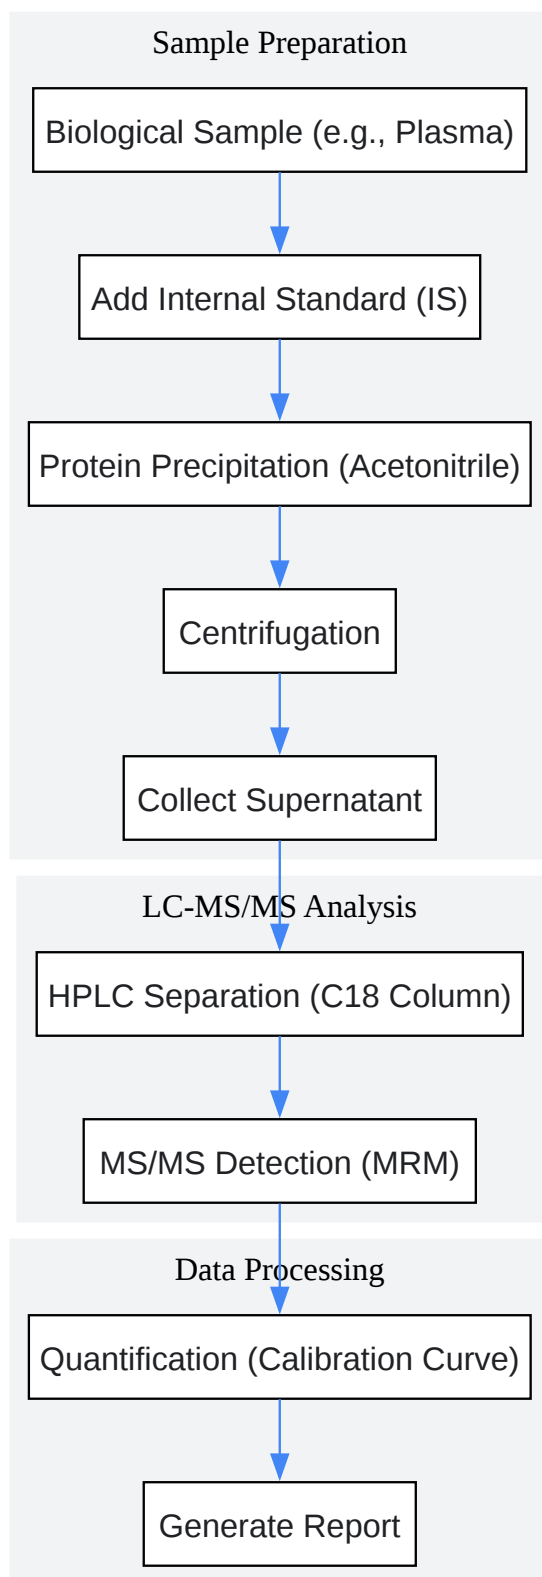 Sample Preparation
Biological Sample (e.g., Plasma)
Add Internal Standard (IS)
Protein Precipitation (Acetonitrile)
Centrifugation
Collect Supernatant
LC-MS/MS Analysis
HPLC Separation (C18 Column)
MS/MS Detection (MRM)
Data Processing
Quantification (Calibration Curve)
Generate Report